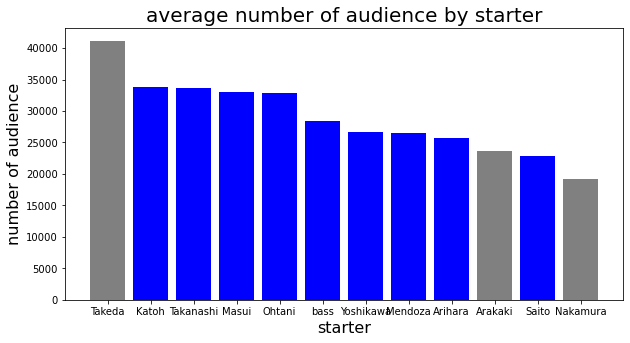 average number of audience by starter
number of audience
40000
35000
30000
25000
20000
15000
10000
5000
0
Takeda Katoh Takanashi Masui Ohtani bass Yoshikawa Mendoza Arihara Arakaki Saito Nakamura
starter